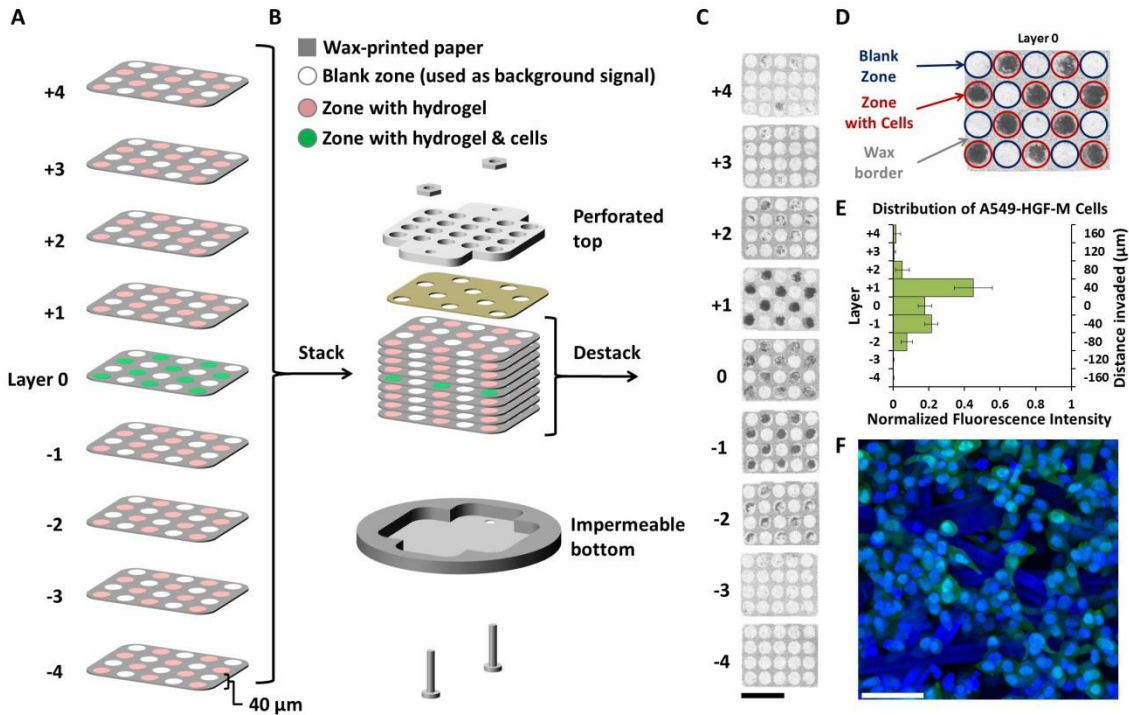 A
+4
+3
+2
+1
Layer 0
-1
-2
-3
-4
40 µm
B
Wax-printed paper
Blank zone (used as background signal)
Zone with hydrogel
Zone with hydrogel & cells
Perforated
top
Stack
Destack
Impermeable
bottom
C
+4
+3
+2
+1
0
-1
-2
-3
-4
D
Layer 0
Blank
Zone
Zone
with Cells
Wax
border
E
Distribution of A549-HGF-M Cells
Layer
+4
+3
+2
+1
0
-1
-2
-3
-4
160
120
80
40
0
-40
-80
-120
-160
Distance invaded (µm)
0
0.2
0.4
0.6
0.8
1
Normalized Fluorescence Intensity
F